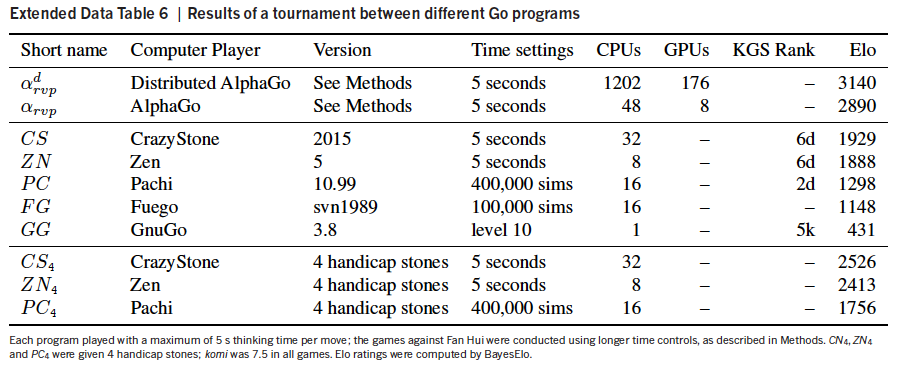 Extended Data Table 6 | Results of a tournament between different Go programs
Short name Computer Player Version Time settings CPUs GPUs KGS Rank Elo
α^d_rvp Distributed AlphaGo See Methods 5 seconds 1202 176 – 3140
α_rvp AlphaGo See Methods 5 seconds 48 8 – 2890
CS CrazyStone 2015 5 seconds 32 – 6d 1929
ZN Zen 5 5 seconds 8 – 6d 1888
PC Pachi 10.99 400,000 sims 16 – 2d 1298
FG Fuego svn1989 100,000 sims 16 – – 1148
GG GnuGo 3.8 level 10 1 – 5k 431
CS_4 CrazyStone 4 handicap stones 5 seconds 32 – – 2526
ZN_4 Zen 4 handicap stones 5 seconds 8 – – 2413
PC_4 Pachi 4 handicap stones 400,000 sims 16 – – 1756
Each program played with a maximum of 5 s thinking time per move; the games against Fan Hui were conducted using longer time controls, as described in Methods. CN4, ZN4
and PC4 were given 4 handicap stones; komi was 7.5 in all games. Elo ratings were computed by BayesElo.